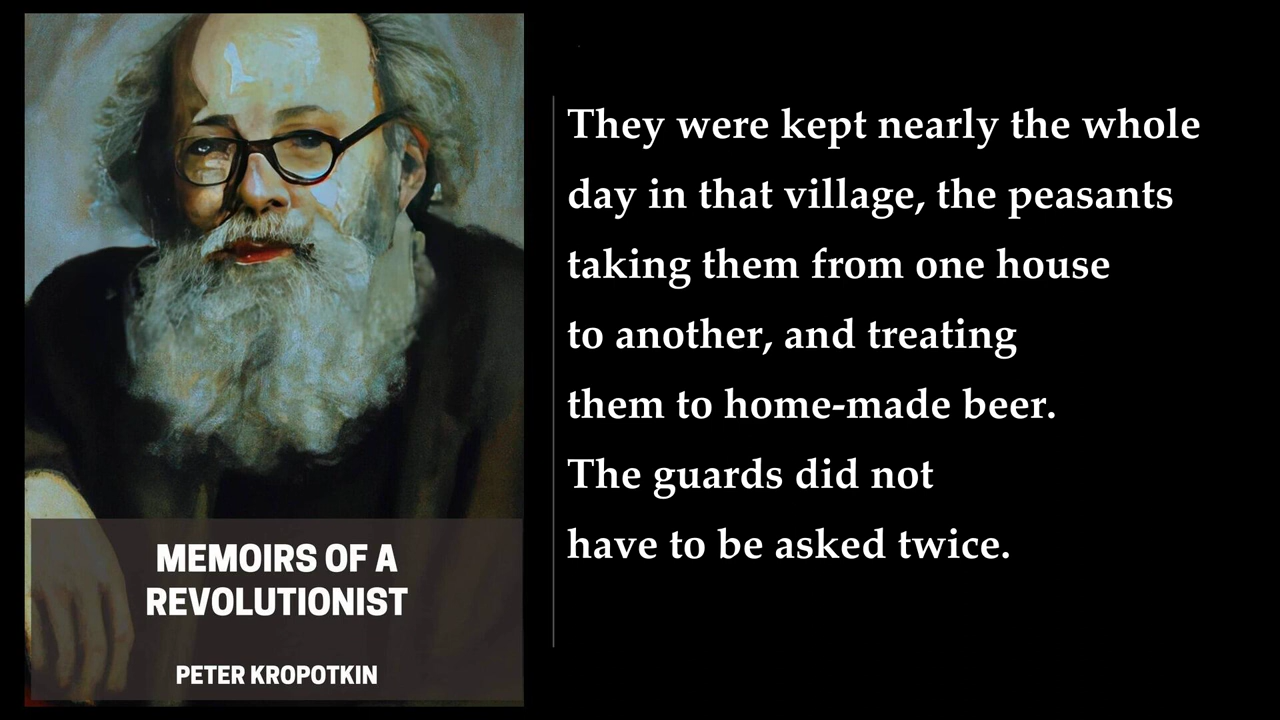 MEMOIRS OF A
REVOLUTIONIST
PETER KROPOTKIN
They were kept nearly the whole
day in that village, the peasants
taking them from one house
to another, and treating
them to home-made beer.
The guards did not
have to be asked twice.